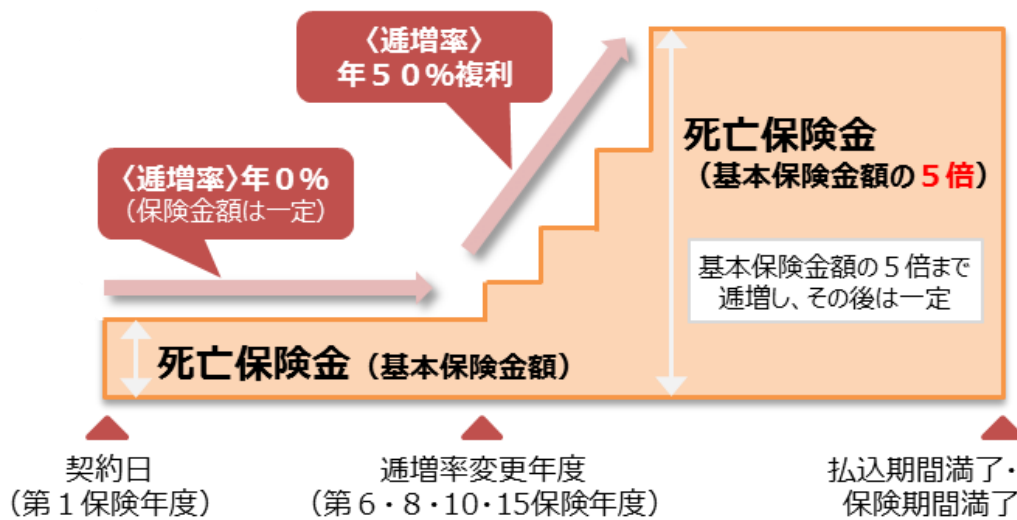 〈逓増率〉
年５０％複利
〈逓増率〉年０％
（保険金額は一定）
死亡保険金
（基本保険金額の５倍）
基本保険金額の５倍まで
逓増し、その後は一定
死亡保険金（基本保険金額）
契約日
（第１保険年度）
逓増率変更年度
（第６・８・10・15保険年度）
払込期間満了・
保険期間満了